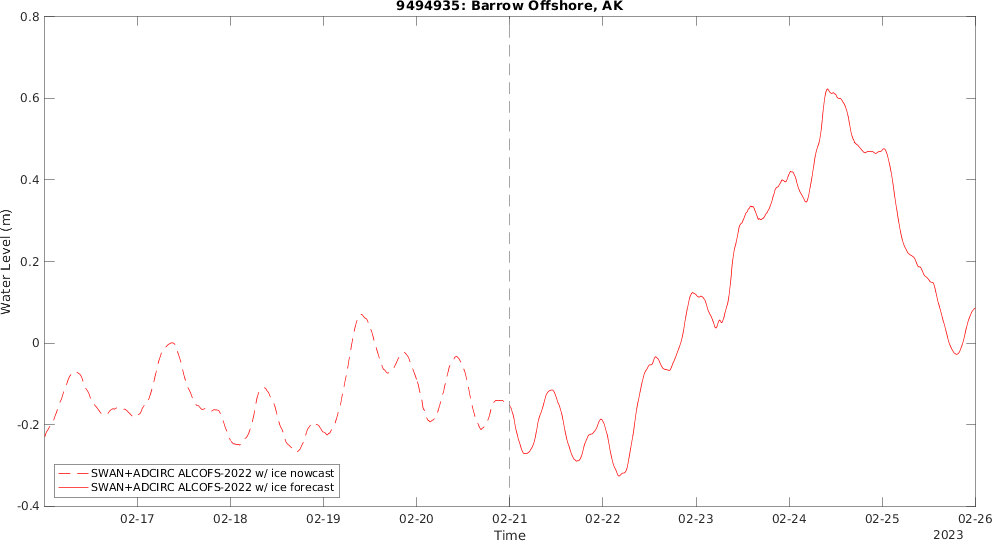 9494935: Barrow Offshore, AK
0.8
0.6
0.4
0.2
0
-0.2
-0.4
Water Level (m)
SWAN+ADCIRC ALCOFS-2022 w/ ice nowcast
SWAN+ADCIRC ALCOFS-2022 w/ ice forecast
02-17 02-18 02-19 02-20 02-21 02-22 02-23 02-24 02-25 02-26
Time
2023